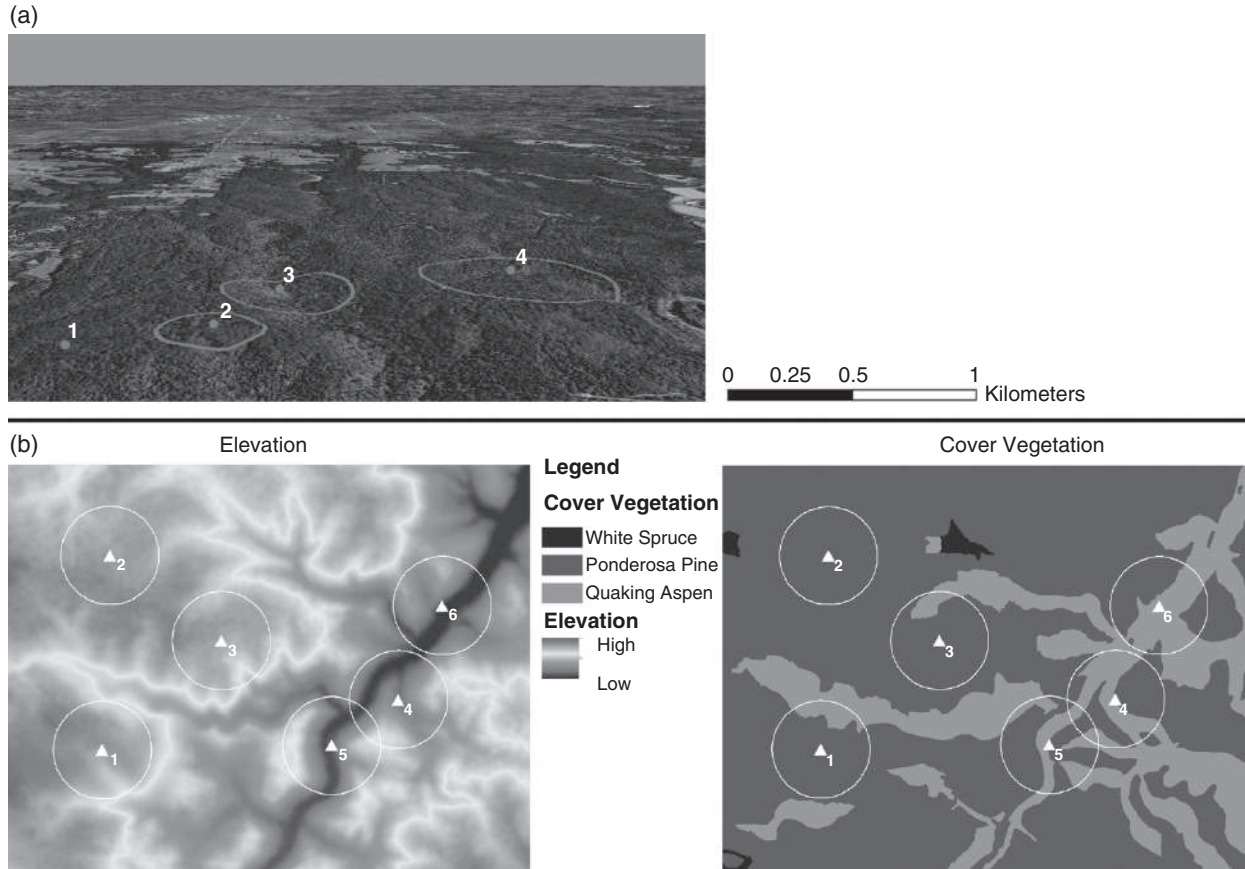 (a)
1
2
3
4
0 0.25 0.5 1
Kilometers
(b)
Elevation
Cover Vegetation
Legend
Cover Vegetation
White Spruce
Ponderosa Pine
Quaking Aspen
Elevation
High
Low
2
6
3
4
5
1
2
6
3
4
5
1